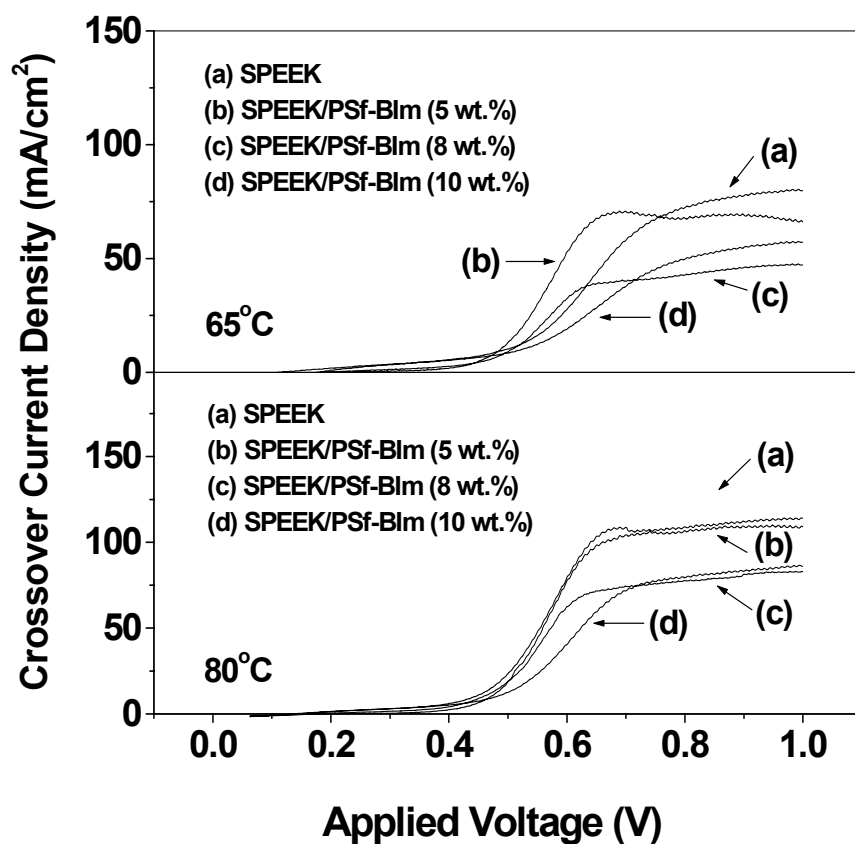 Crossover Current Density (mA/cm²)
150
100
50
0
(a) SPEEK
(b) SPEEK/PSf-BIm (5 wt.%)
(c) SPEEK/PSf-BIm (8 wt.%)
(d) SPEEK/PSf-BIm (10 wt.%)
(a)
(b)
(c)
(d)
65°C
150
100
50
0
(a) SPEEK
(b) SPEEK/PSf-BIm (5 wt.%)
(c) SPEEK/PSf-BIm (8 wt.%)
(d) SPEEK/PSf-BIm (10 wt.%)
(a)
(b)
(c)
(d)
80°C
0.0 0.2 0.4 0.6 0.8 1.0
Applied Voltage (V)